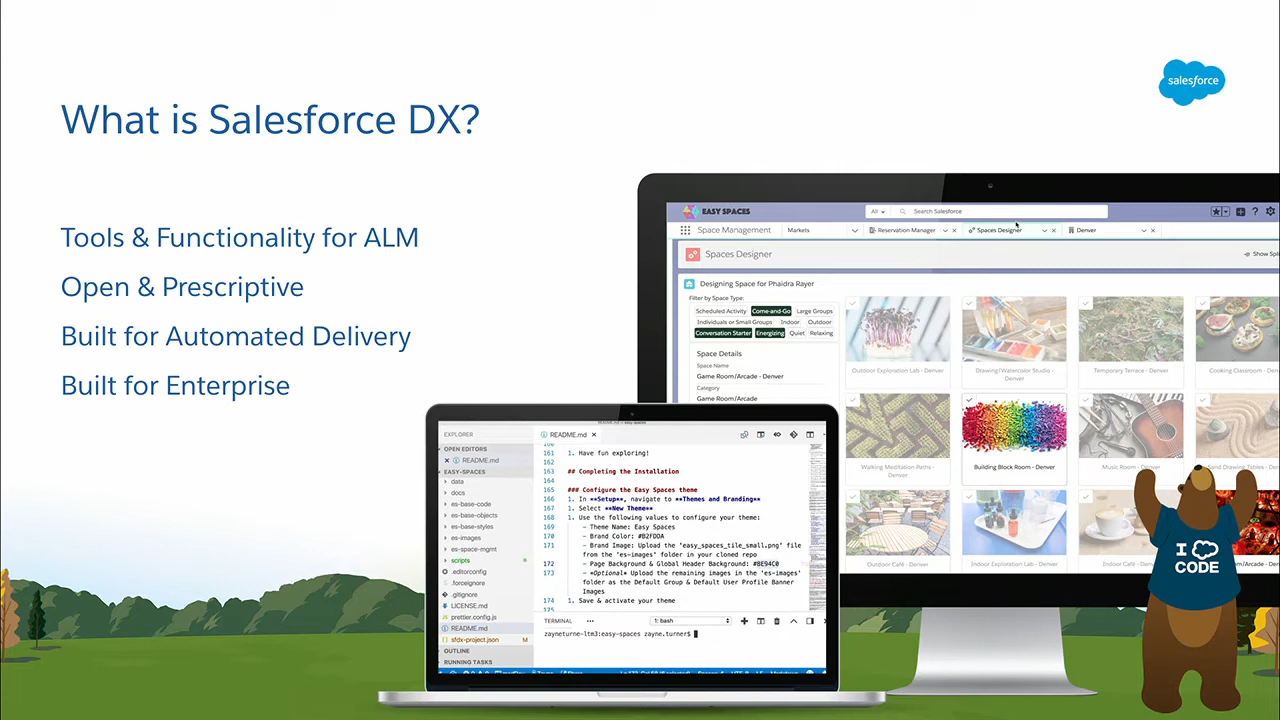 salesforce
What is Salesforce DX?
Tools & Functionality for ALM
Open & Prescriptive
Built for Automated Delivery
Built for Enterprise
EASY SPACES
All
Search Salesforce
Space Management
Markets
Reservation Manager
Spaces Designer
Denver
Spaces Designer
Designing Space for Phaidra Rayer
Filter by Space Type:
Scheduled Activity Come-and-Go Large Groups
Individuals or Small Groups Indoor Outdoor
Conversation Starter Energizing Quiet Relaxing
Space Details
Space Name
Game Room/Arcade - Denver
Category
Game Room/Arcade
Outdoor Exploration Lab - Denver
Drawing/Watercolor Studio -
Denver
Temporary Terrace - Denver
Cooking Classroom - Denver
Walking Meditation Paths -
Denver
Building Block Room - Denver
Music Room - Denver
Sand Drawing Tables -
Outdoor Café - Denver
Indoor Exploration Lab - Denver
Indoor Café - Denver
I
CODE
EXPLORER
OPEN EDITORS
README.md
EASY-SPACES
data
docs
es-base-code
es-base-objects
es-base-styles
es-images
es-space-mgmt
scripts
.editorconfig
.forceignore
.gitignore
LICENSE.md
prettier.config.js
README.md
sfdx-project.json M
OUTLINE
RUNNING TASKS
README.md
161 1. Have fun exploring!
162
163 ## Completing the Installation
164
165 ### Configure the Easy Spaces theme
166 1. In **Setup**, navigate to **Themes and Branding**
167 1. Select **New Theme**
168 1. Use the following values to configure your theme:
169 - Theme Name: Easy Spaces
170 - Brand Color: #B2FDDA
171 - Brand Image: Upload the 'easy_spaces_tile_small.png' file
from the 'es-images' folder in your cloned repo
172 - Page Background & Global Header Background: #8E94C0
173 - *Optional* Upload the remaining images in the 'es-images'
folder as the Default Group & Default User Profile Banner
Images
174 1. Save & activate your theme
TERMINAL
1: bash
zayneturne-ltm3:easy-spaces zayne.turner$